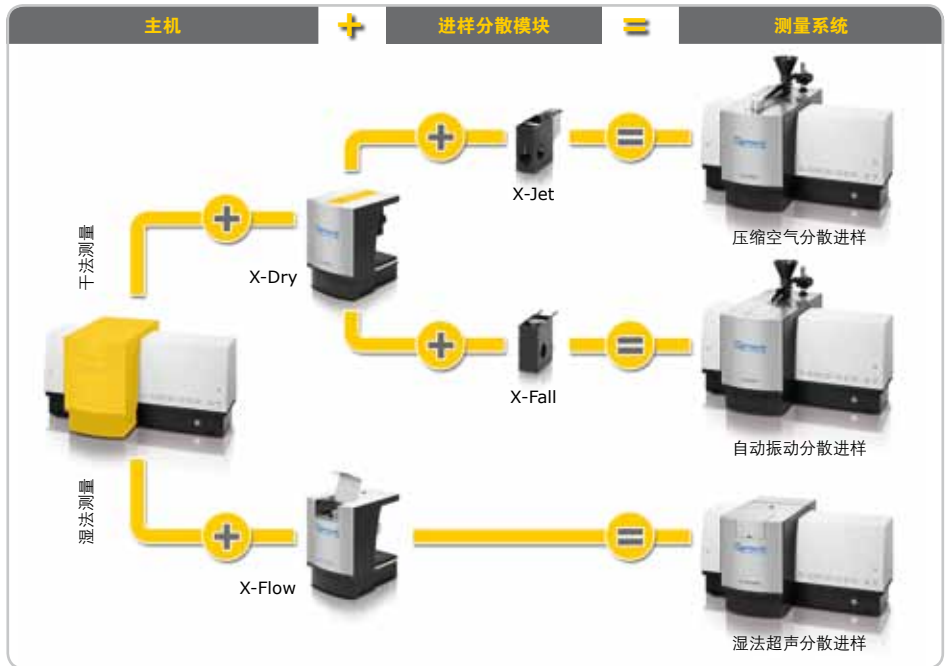 主机
+
进样分散模块
=
测量系统
干法测量
+
X-Dry
+
X-Jet
=
压缩空气分散进样
+
X-Fall
=
自动振动分散进样
湿法测量
+
X-Flow
=
湿法超声分散进样